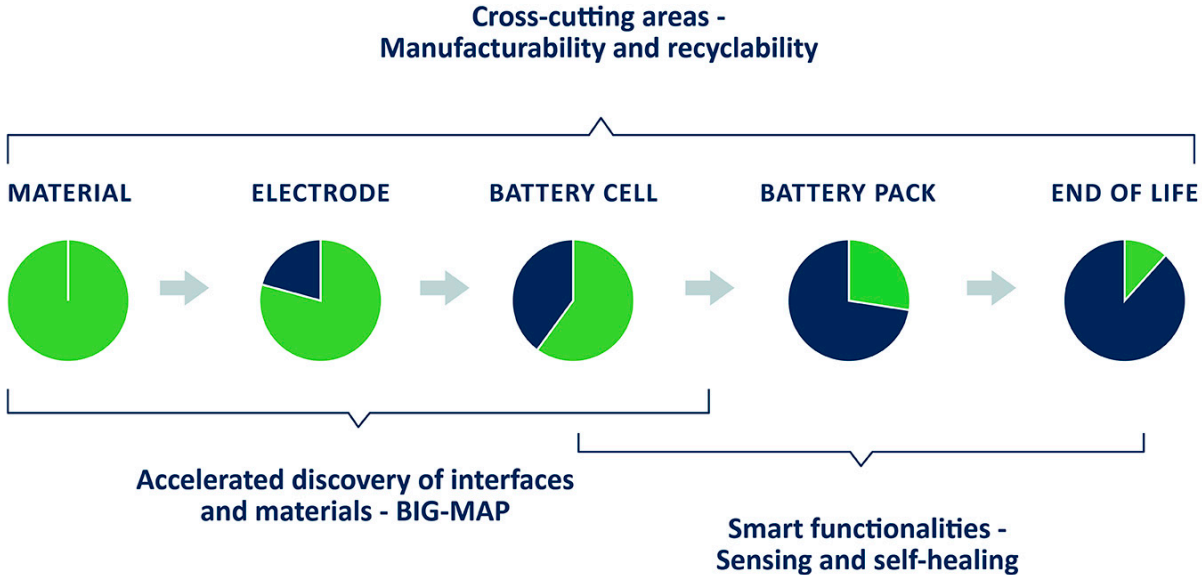 Cross-cutting areas -
Manufacturability and recyclability
MATERIAL
ELECTRODE
BATTERY CELL
BATTERY PACK
END OF LIFE
Accelerated discovery of interfaces
and materials - BIG-MAP
Smart functionalities -
Sensing and self-healing